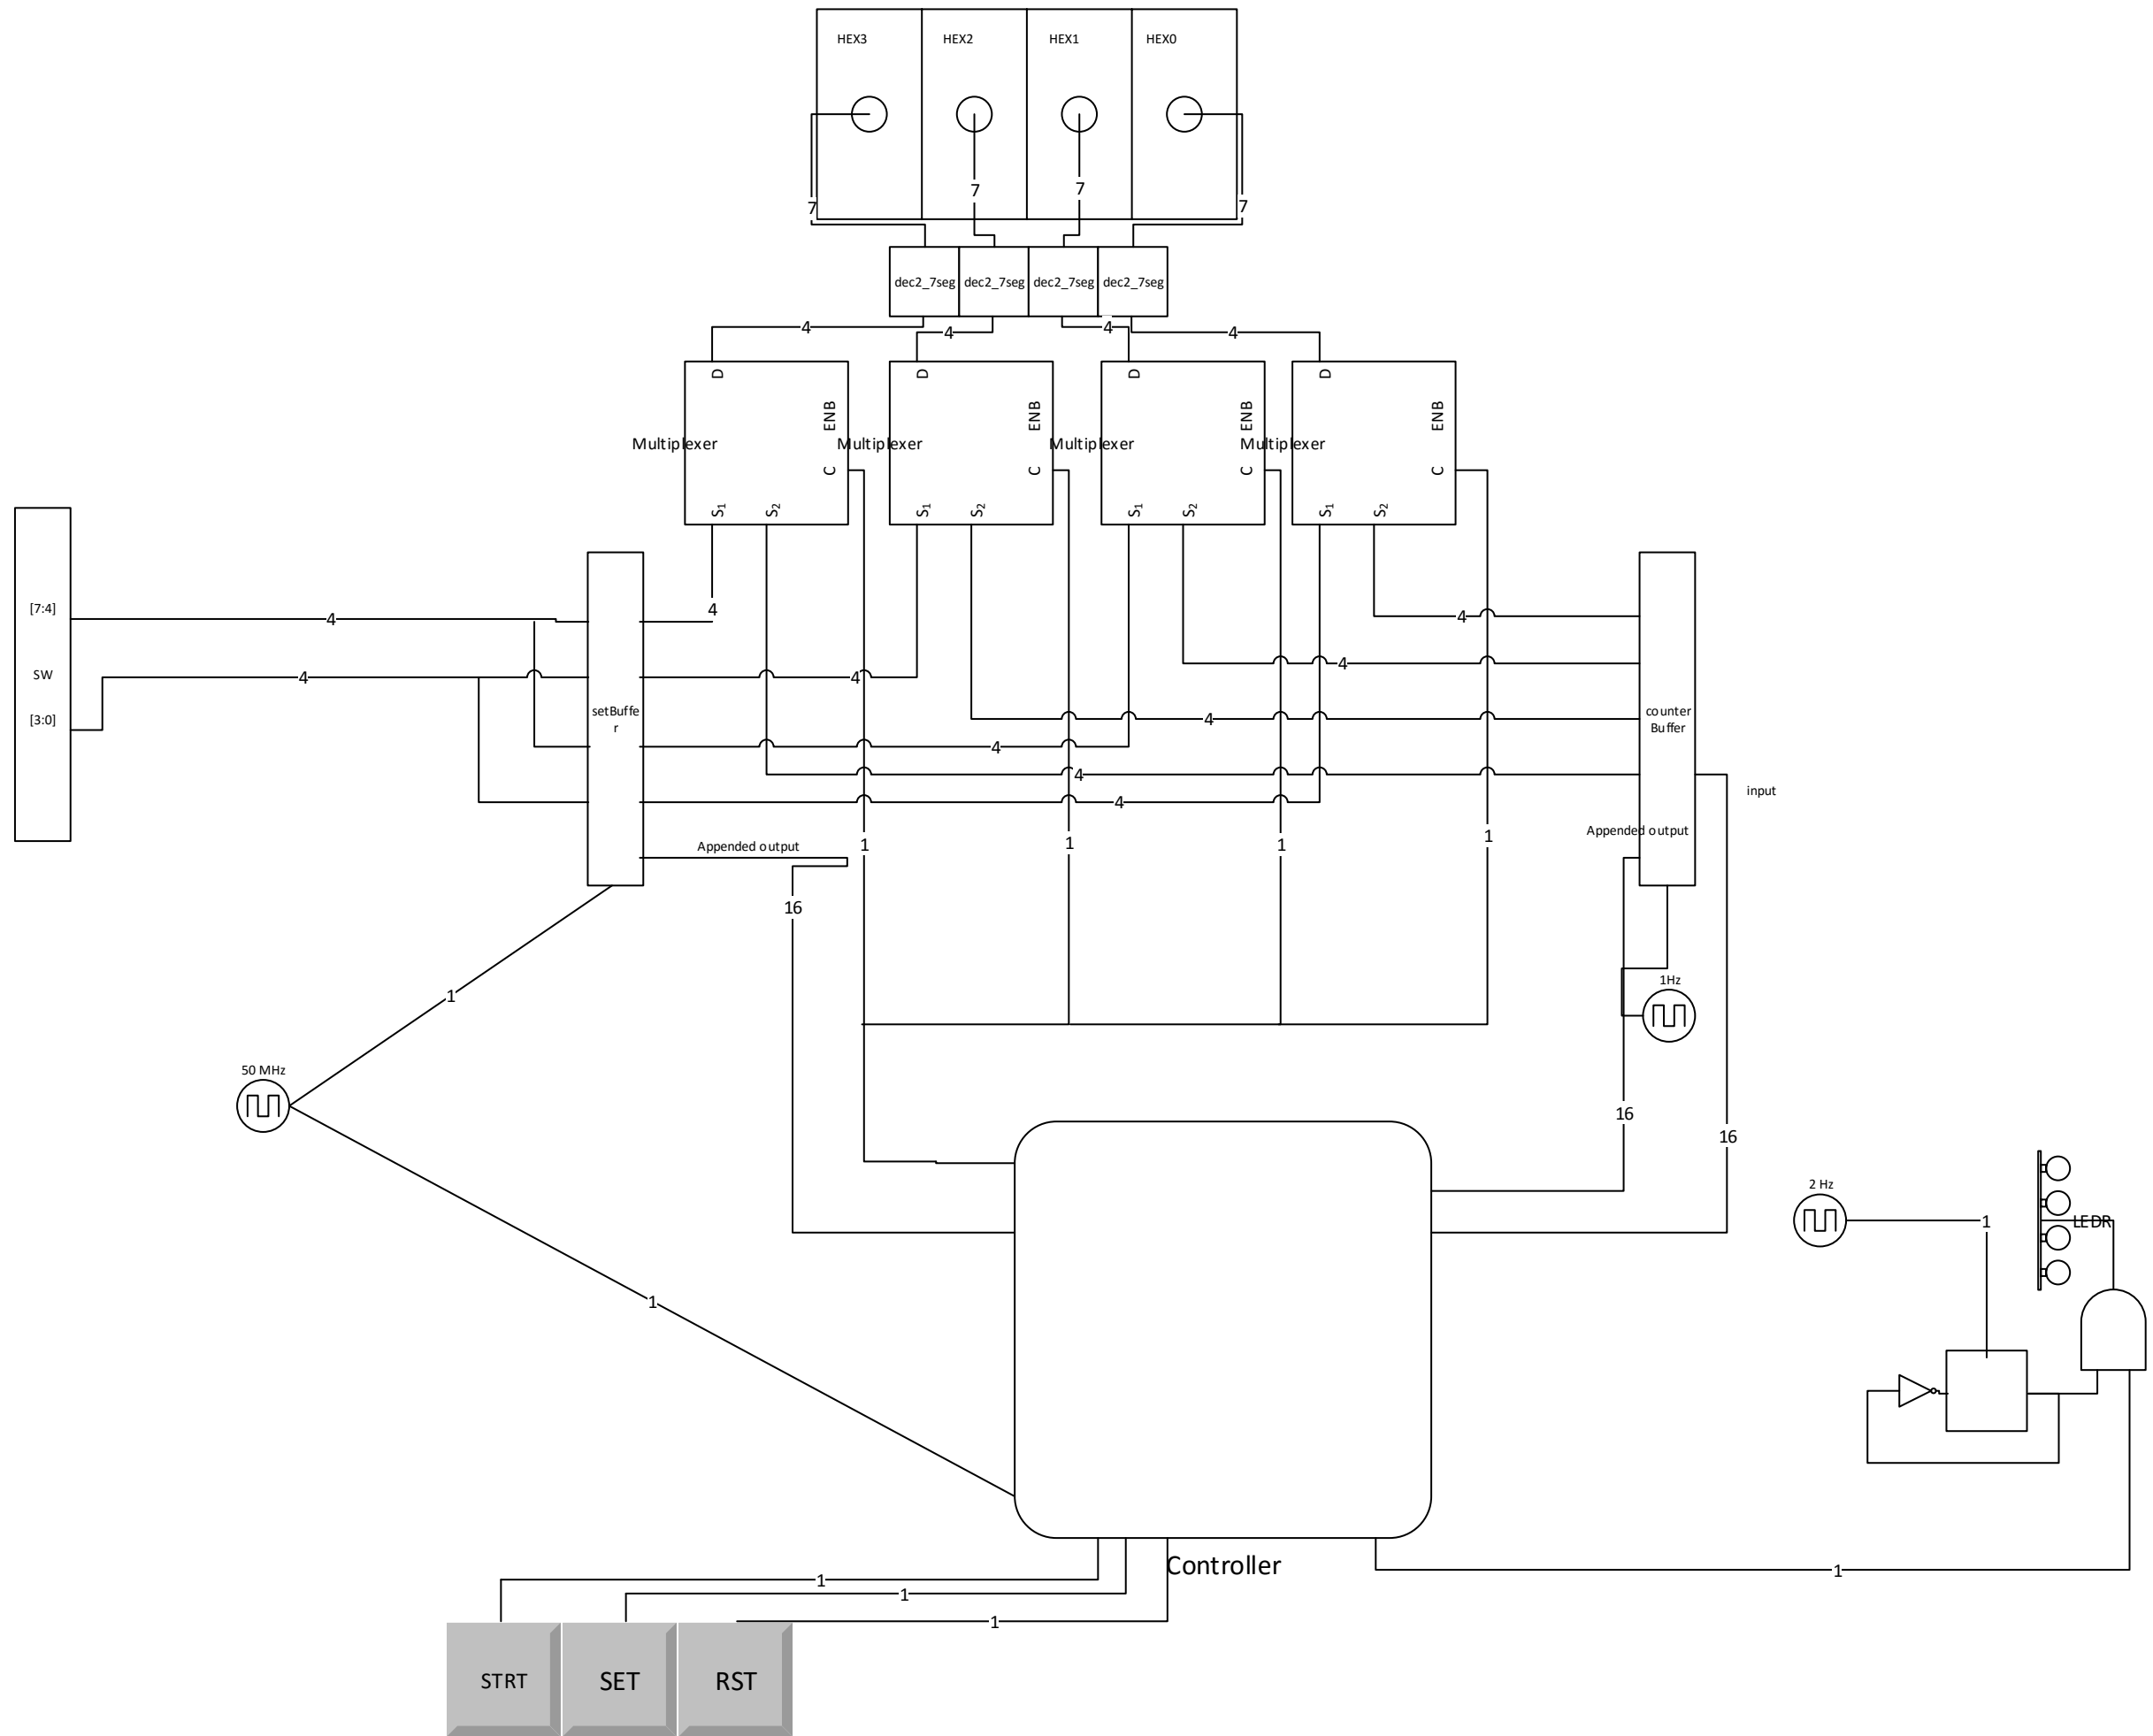 HEX3 HEX2 HEX1 HEX0
7 7 7 7
dec2_7seg dec2_7seg dec2_7seg dec2_7seg
4 4 4 4
D D D D
ENB ENB ENB ENB
Multiplexer Multiplexer Multiplexer Multiplexer
C C C C
S1 S2 S1 S2 S1 S2 S1 S2
[7:4]
SW
[3:0]
4
4
setBuffe
r
4
4
4
4
4
4
4
4
counter
Buffer
input
Appended output
Appended output
1 1 1 1
16
1
1Hz
50 MHz
16
16
2 Hz
1
LEDR
1
Controller
1
1
1
1
STRT SET RST